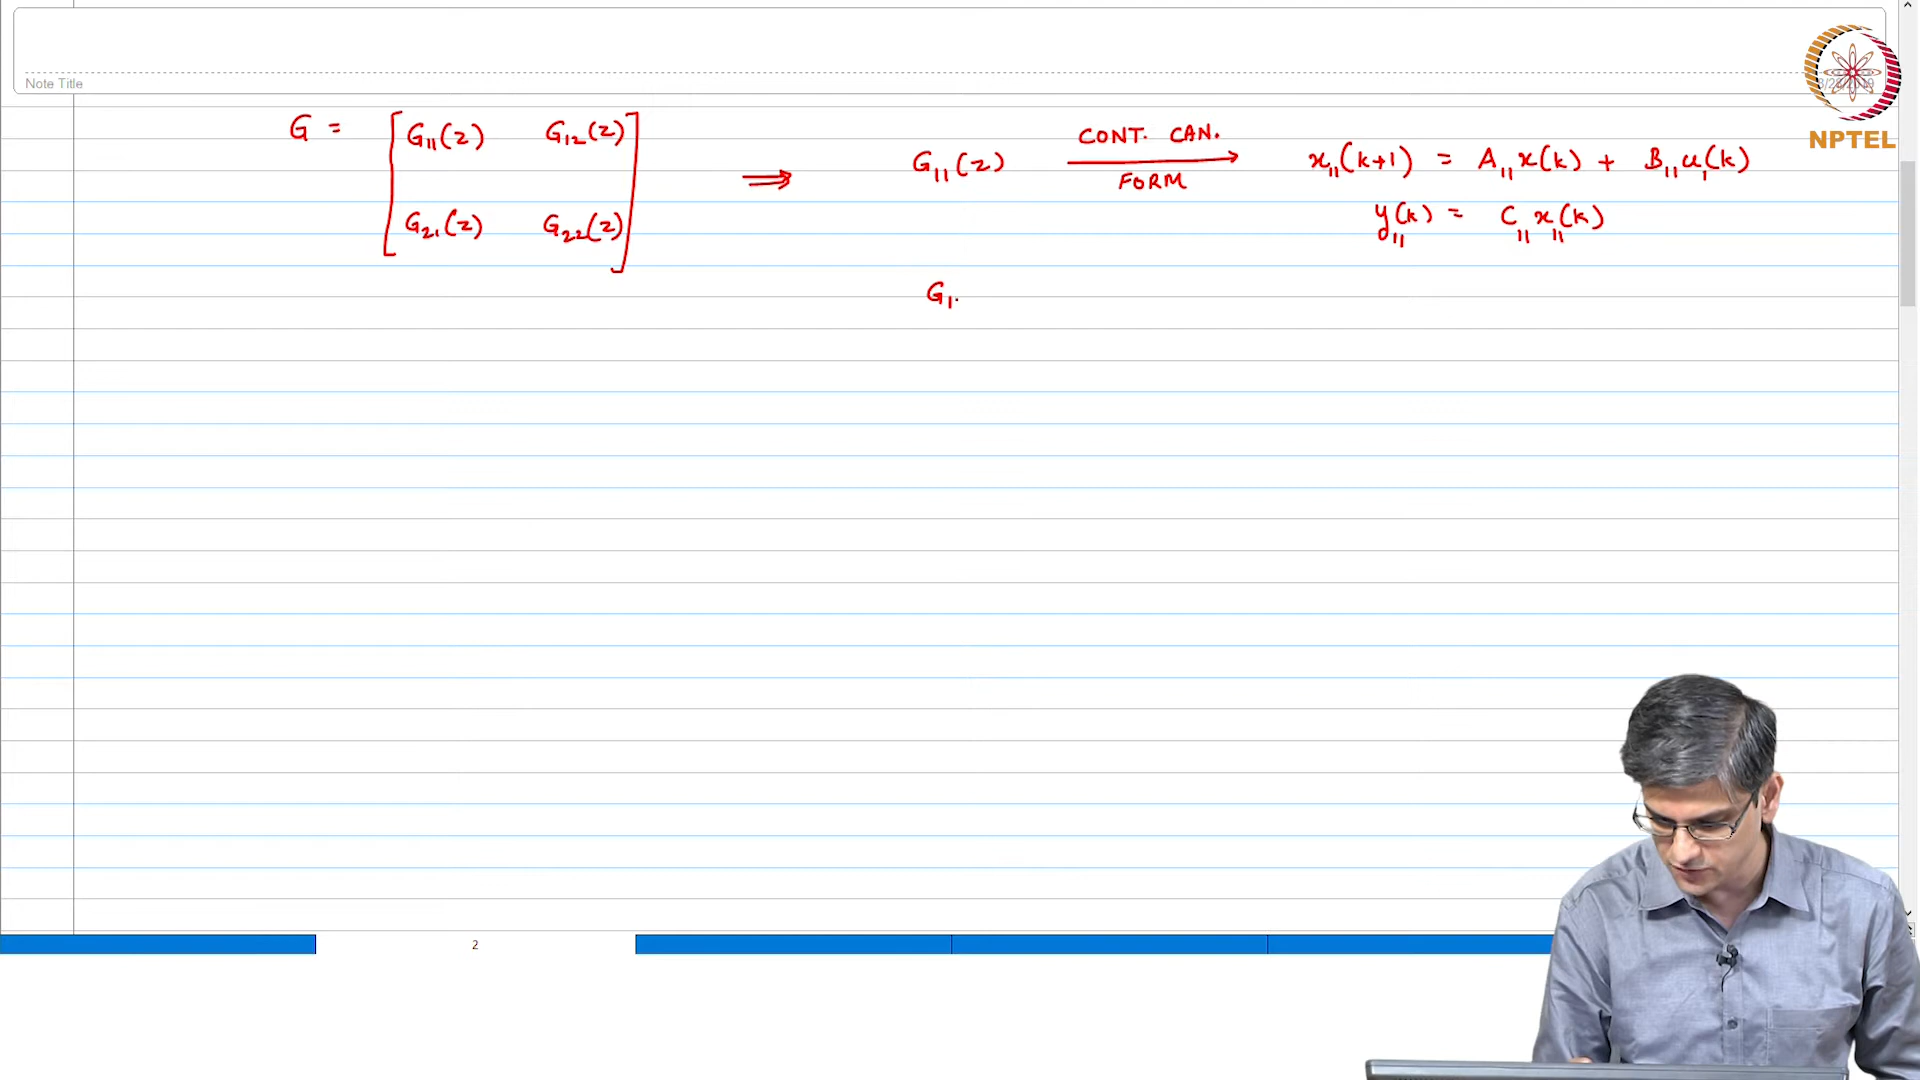 Note Title
NPTEL
G = [ G₁₁(z) G₁₂(z)
G₂₁(z) G₂₂(z) ]
⇒ G₁₁(z) CONT. CAN. FORM → x₁₁(k+1) = A₁₁ x(k) + B₁₁ u₁(k)
y₁₁(k) = C₁₁ x₁₁(k)
G₁
2